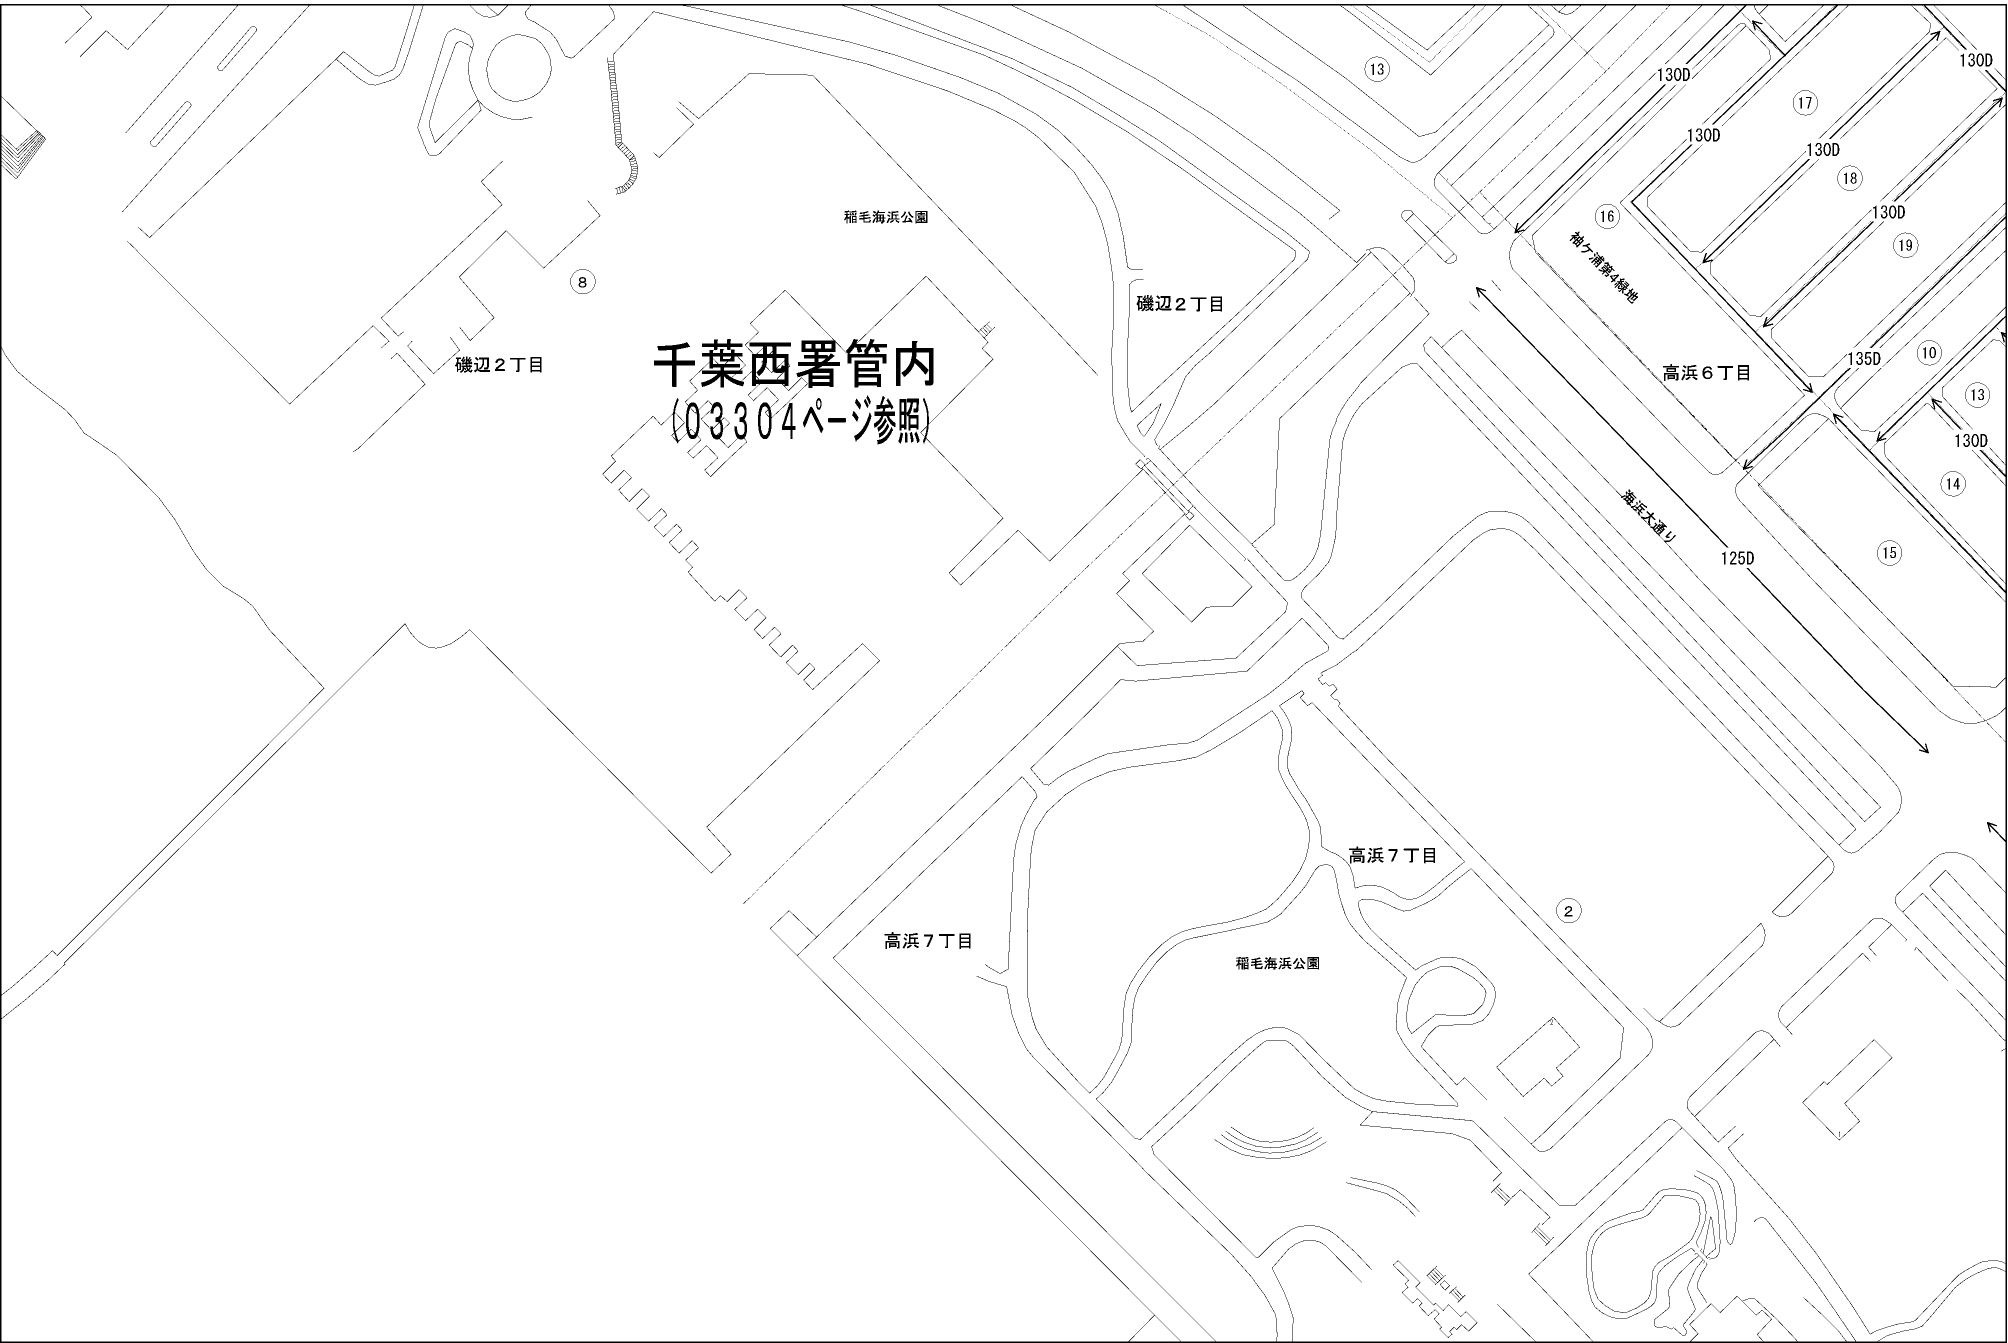 130D
⑬
130D
⑰
130D
130D
⑱
稲毛海浜公園
⑯
130D
⑲
袖ケ浦第4緑地
⑧
磯辺２丁目
磯辺２丁目
千葉西署管内
(０３３０４ページ参照)
135D
⑩
高浜６丁目
⑬
130D
⑭
海浜大通り
125D
⑮
高浜７丁目
②
高浜７丁目
稲毛海浜公園